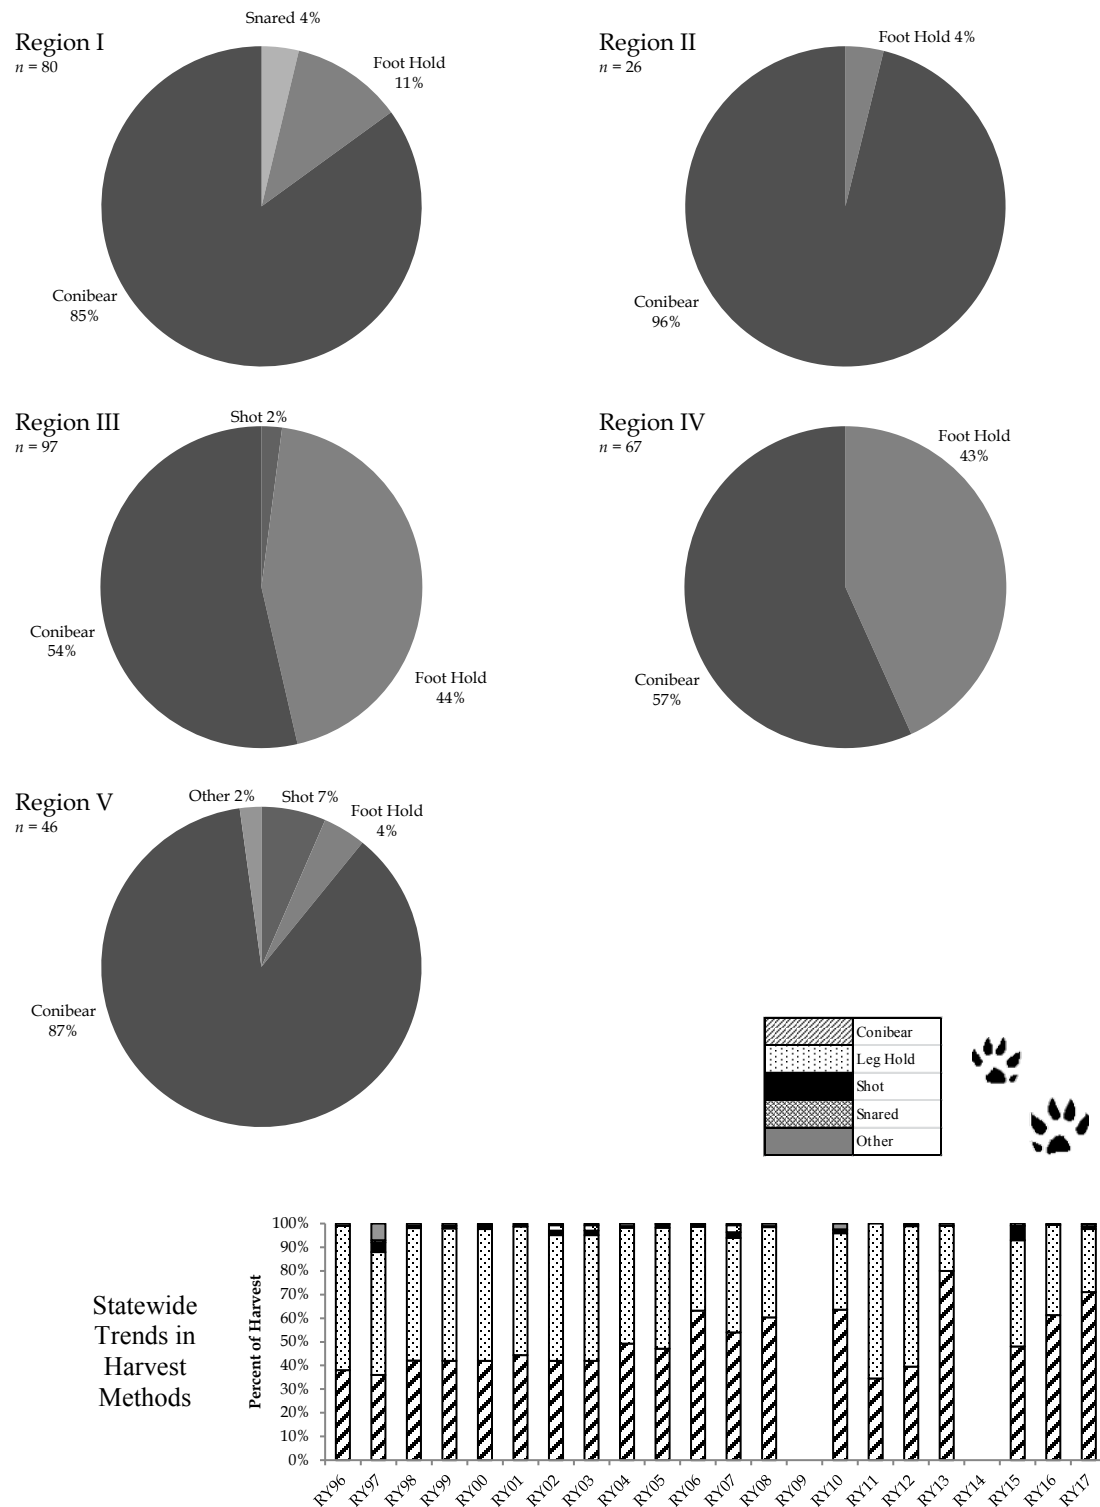 Snared 4%
Region I
n = 80
Foot Hold
11%
Conibear
85%
Region II
n = 26
Foot Hold 4%
Conibear
96%
Region III
n = 97
Shot 2%
Conibear
54%
Foot Hold
44%
Region IV
n = 67
Foot Hold
43%
Conibear
57%
Region V
n = 46
Other 2%
Shot 7%
Foot Hold
4%
Conibear
87%
Conibear
Leg Hold
Shot
Snared
Other
Statewide
Trends in
Harvest
Methods
Percent of Harvest
100%
90%
80%
70%
60%
50%
40%
30%
20%
10%
0%
RY96
RY97
RY98
RY99
RY00
RY01
RY02
RY03
RY04
RY05
RY06
RY07
RY08
RY09
RY10
RY11
RY12
RY13
RY14
RY15
RY16
RY17